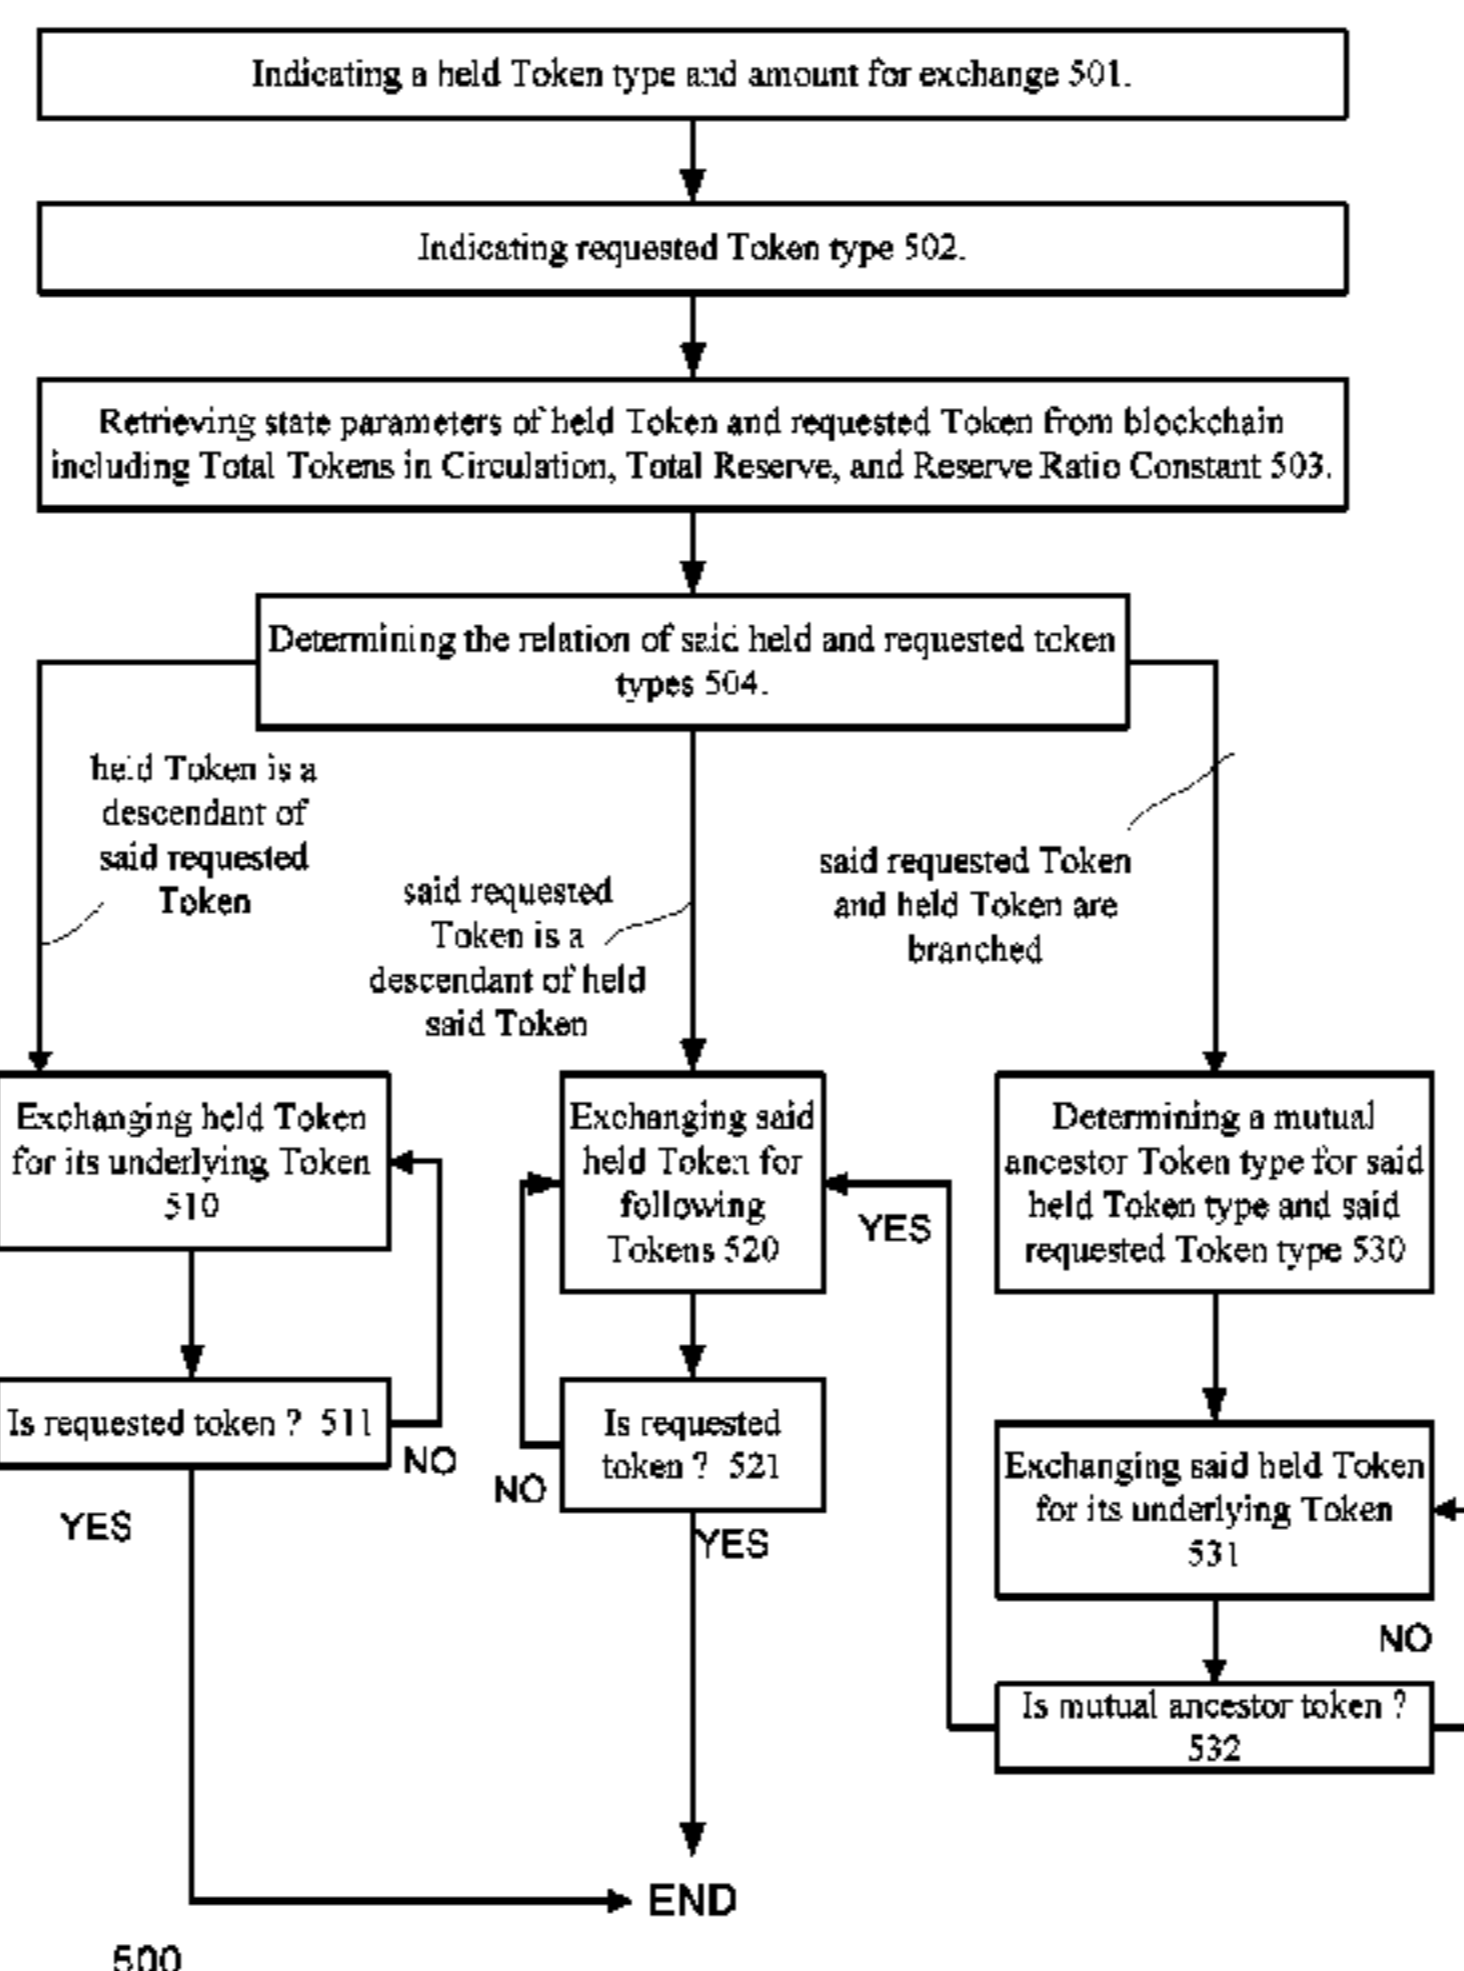 Indicating a held Token type and amount for exchange 501.
Indicating requested Token type 502.
Retrieving state parameters of held Token and requested Token from blockchain
including Total Tokens in Circulation, Total Reserve, and Reserve Ratio Constant 503.
Determining the relation of said held and requested token
types 504.
held Token is a
descendant of
said requested
Token
said requested
Token is a
descendant of held
said Token
said requested Token
and held Token are
branched
Exchanging held Token
for its underlying Token
510
Exchanging said
held Token for
following
Tokens 520
YES
Determining a mutual
ancestor Token type for said
held Token type and said
requested Token type 530
Is requested token ? 511
NO
YES
Is requested
token ? 521
NO
YES
Exchanging said held Token
for its underlying Token
531
NO
Is mutual ancestor token ?
532
END
500